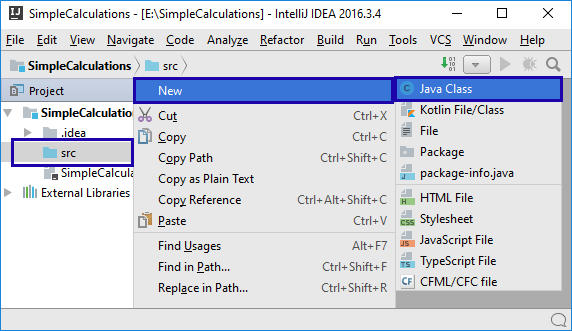 SimpleCalculations - [E:\SimpleCalculations] - IntelliJ IDEA 2016.3.4
File Edit View Navigate Code Analyze Refactor Build Run Tools VCS Window Help
SimpleCalculations src
Project
SimpleCalculation
.idea
src
SimpleCalcula
External Libraries
New
Cut Ctrl+X
Copy Ctrl+C
Copy Path Ctrl+Shift+C
Copy as Plain Text
Copy Reference Ctrl+Alt+Shift+C
Paste Ctrl+V
Find Usages Alt+F7
Find in Path... Ctrl+Shift+F
Replace in Path... Ctrl+Shift+R
Java Class
Kotlin File/Class
File
Package
package-info.java
HTML File
Stylesheet
JavaScript File
TypeScript File
CFML/CFC file